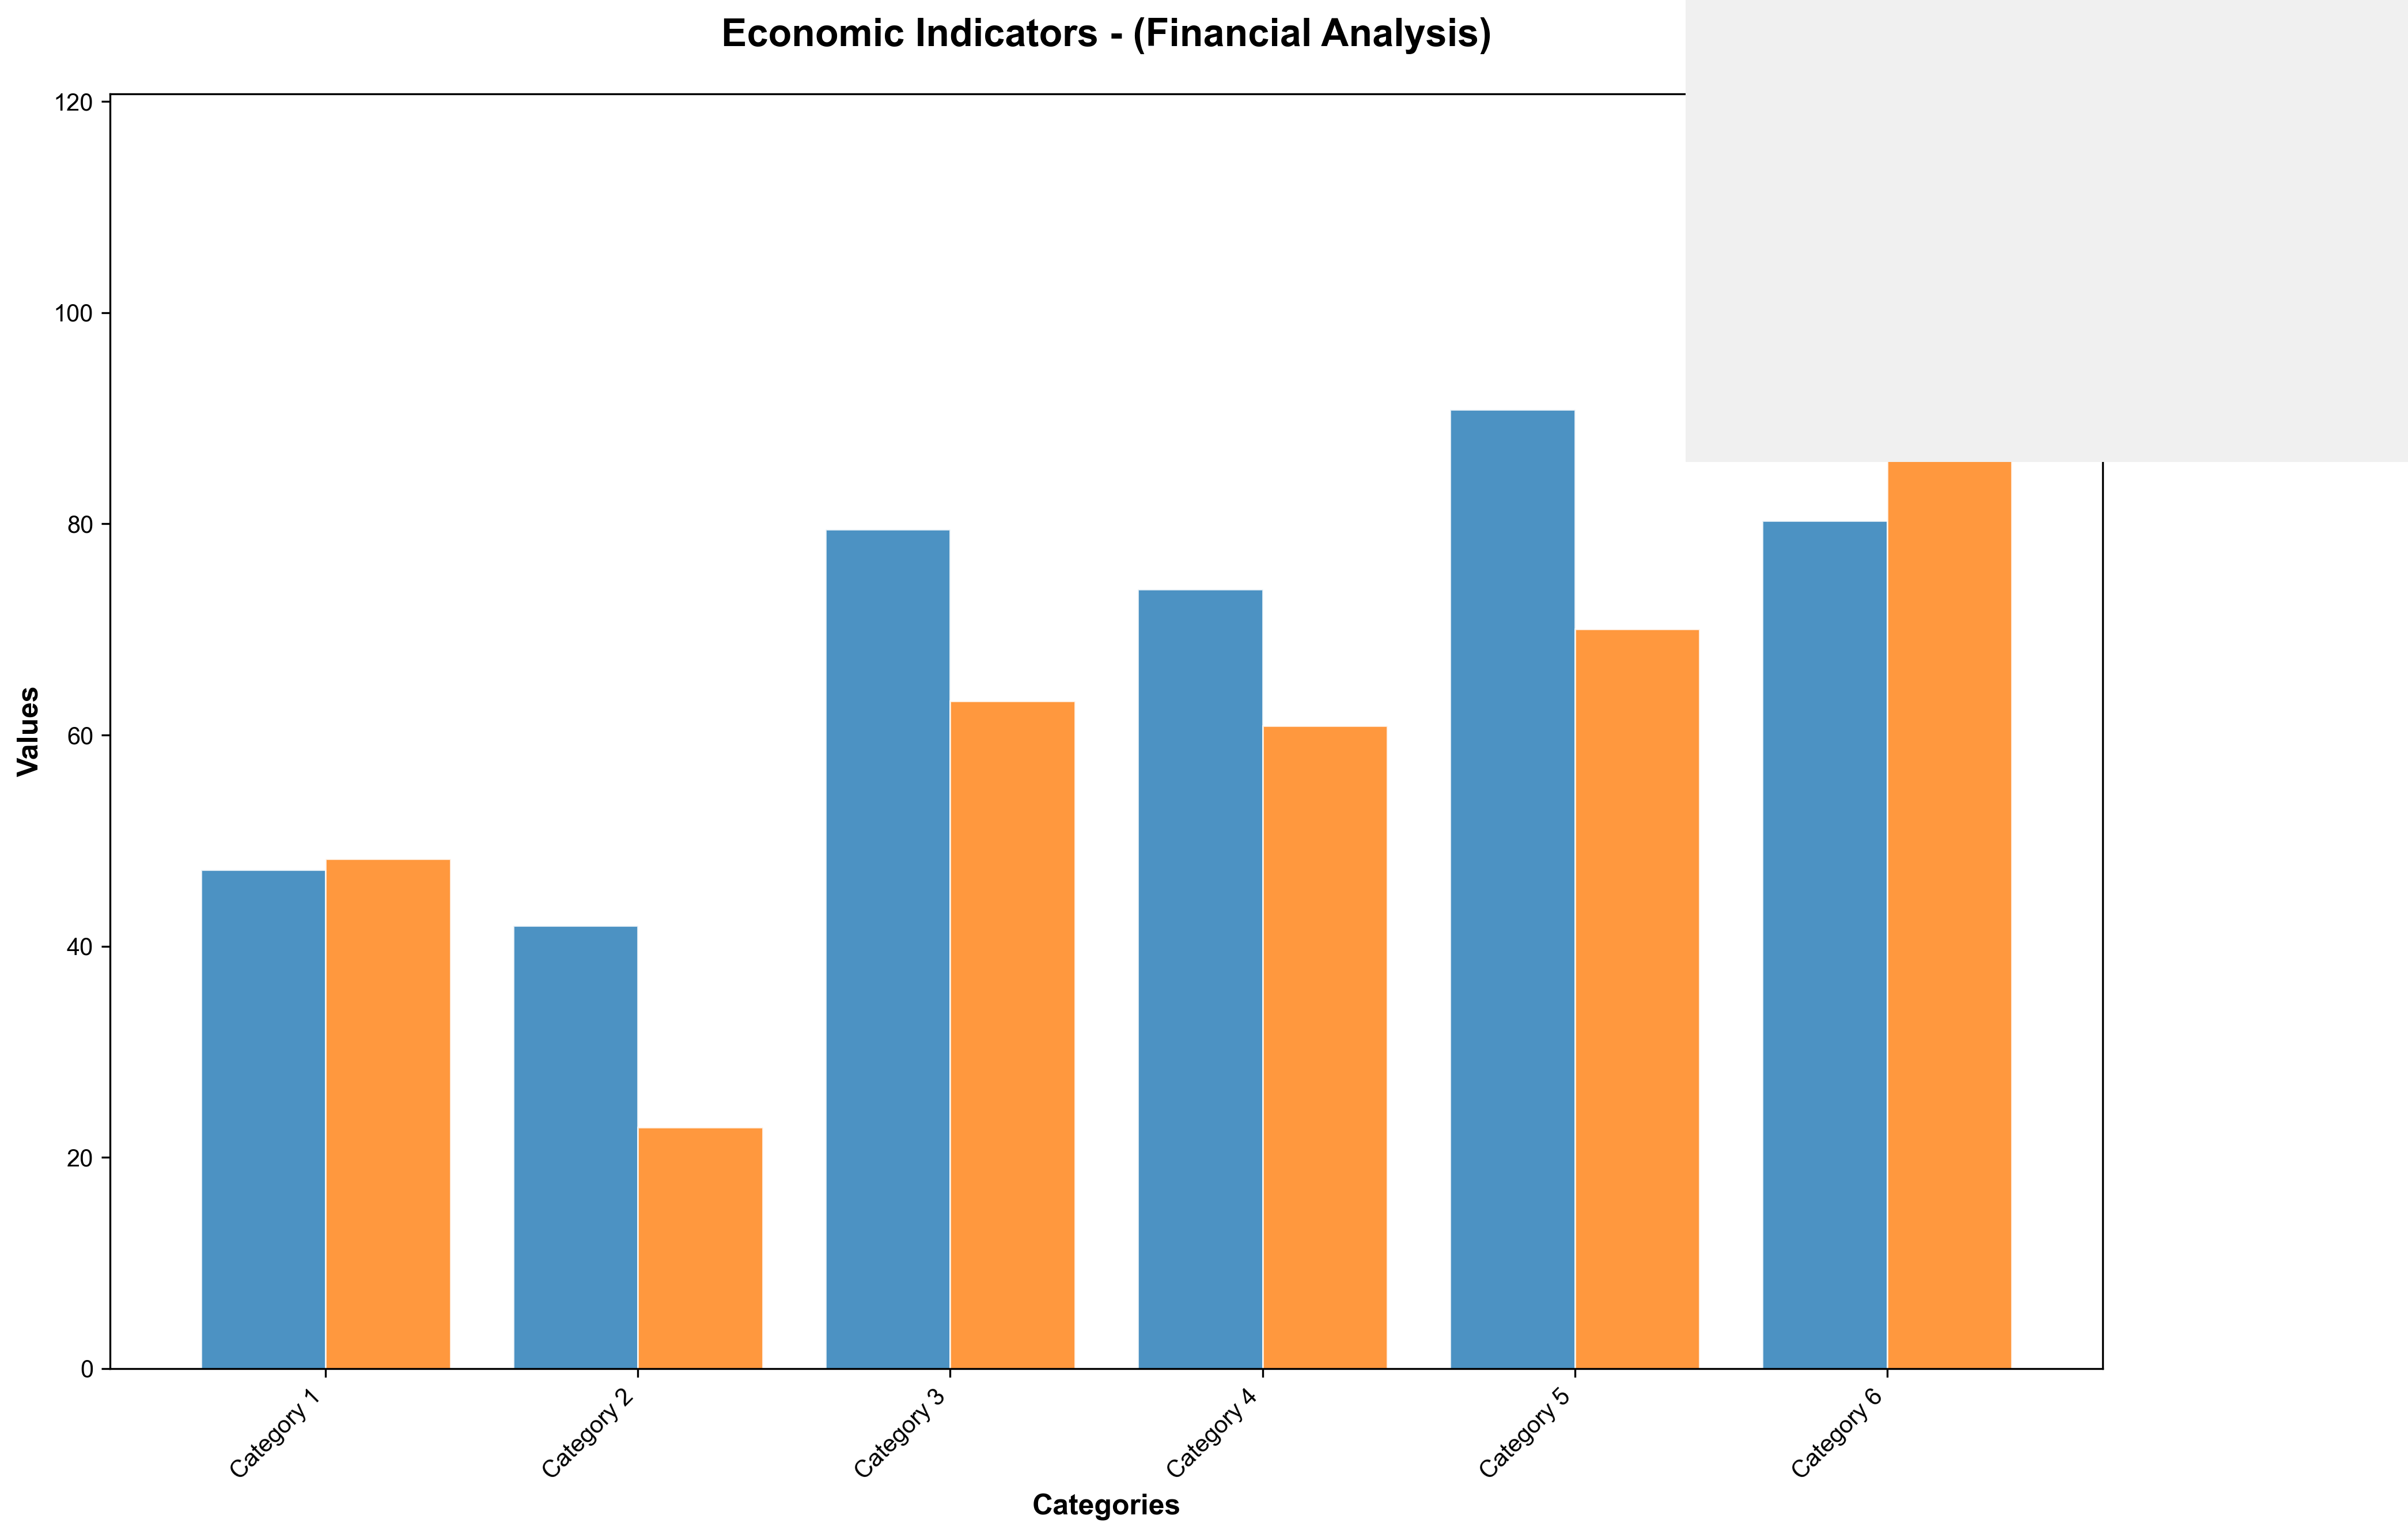 Economic Indicators - (Financial Analysis)
120
100
80
60
40
20
0
Values
Category 1
Category 2
Category 3
Category 4
Category 5
Category 6
Categories